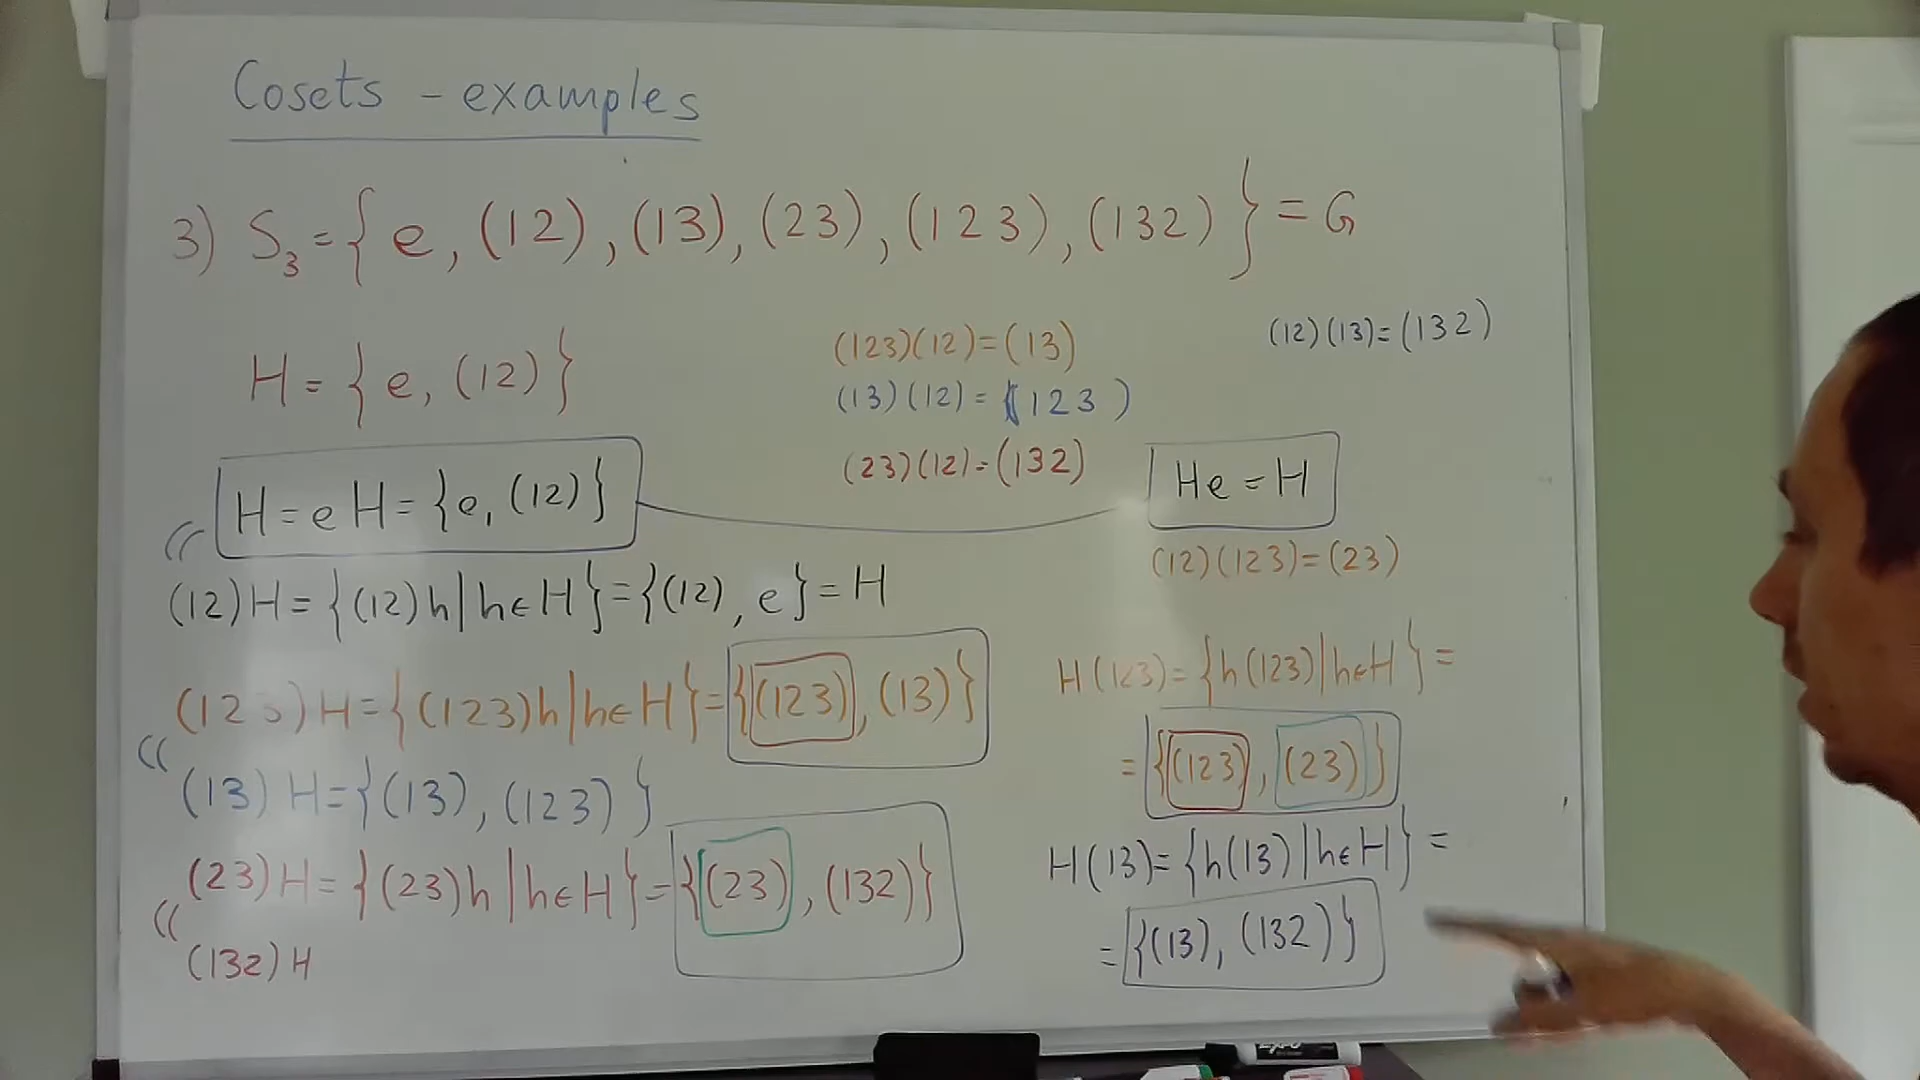 Cosets - examples
3) S₃ = { e, (12), (13), (23), (123), (132) } = G
H = { e, (12) }
(123)(12) = (13)
(13)(12) = (123)
(23)(12) = (132)
(12)(13) = (132)
H = eH = {e, (12)}
(12)H = {(12)h | h∈H} = {(12), e} = H
(123)H = {(123)h | h∈H} = {(123), (13)}
(13)H = {(13), (123)}
(23)H = {(23)h | h∈H} = {(23), (132)}
(132)H
He = H
(12)(123) = (23)
H(123) = {h(123) | h∈H} =
= {(123), (23)}
H(13) = {h(13) | h∈H} =
= {(13), (132)}